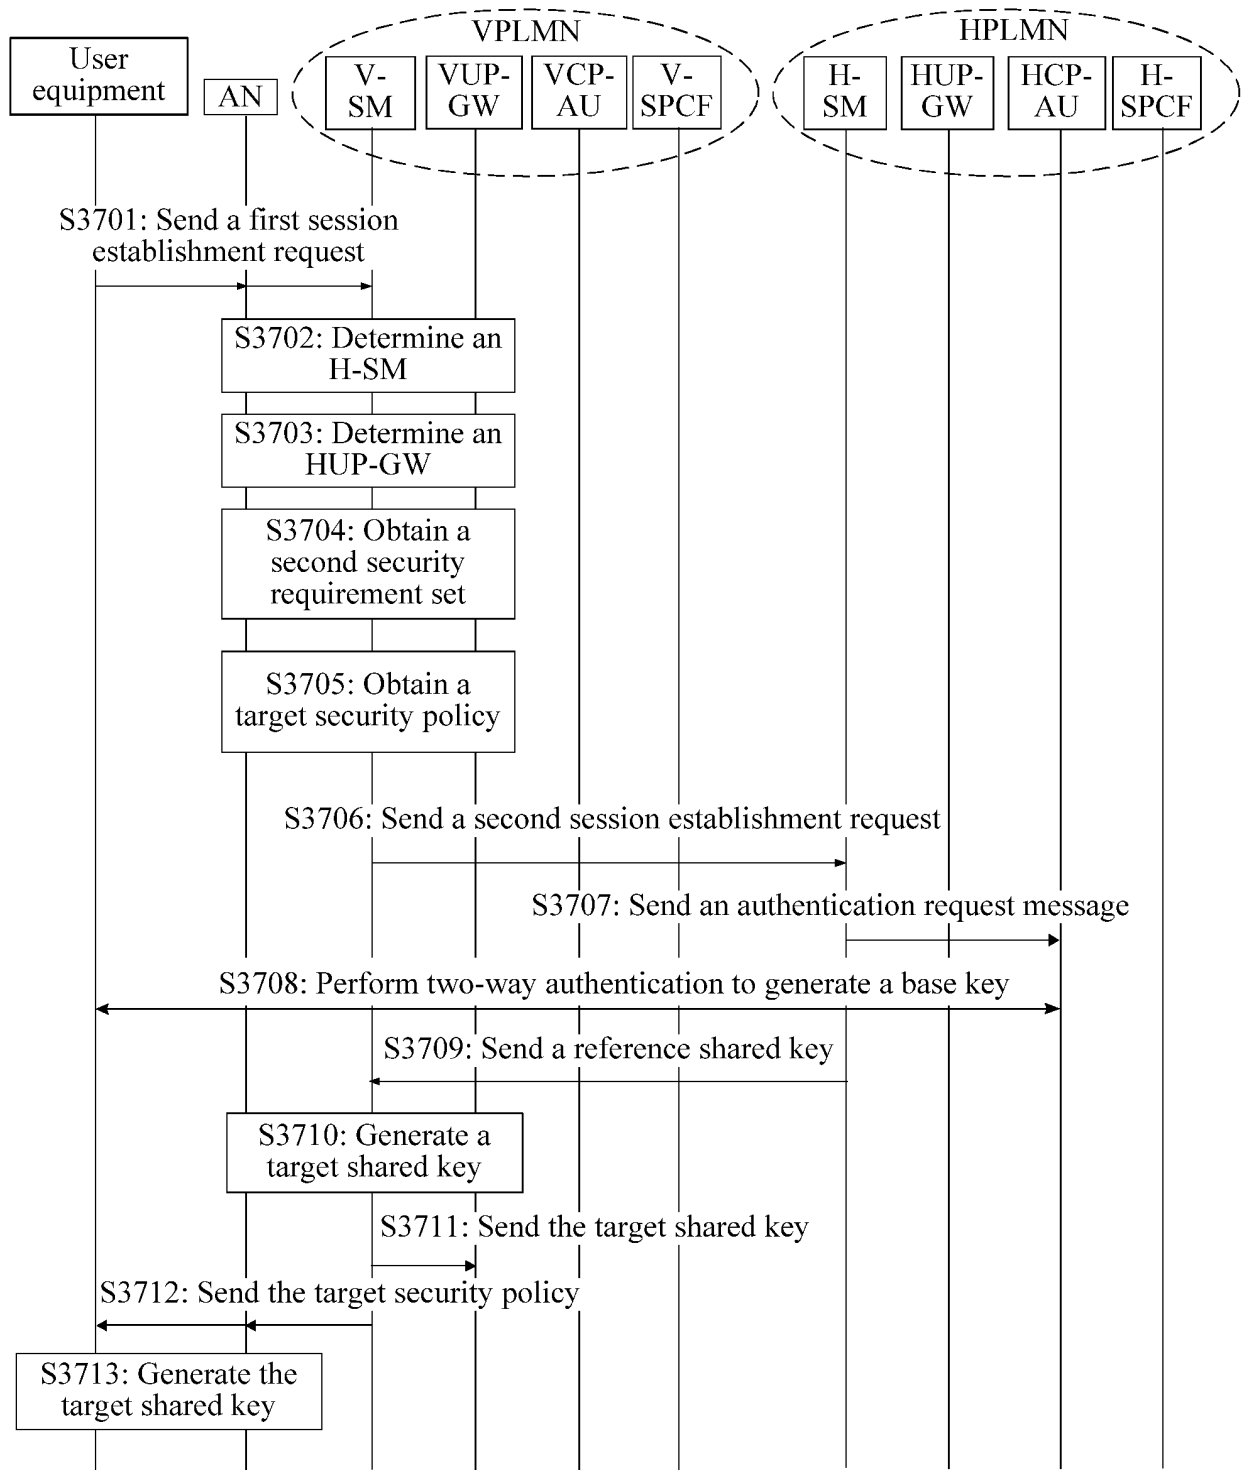 VPLMN
HPLMN
User
equipment
AN
V-
SM
VUP-
GW
VCP-
AU
V-
SPCF
H-
SM
HUP-
GW
HCP-
AU
H-
SPCF
S3701: Send a first session
establishment request
S3702: Determine an
H-SM
S3703: Determine an
HUP-GW
S3704: Obtain a
second security
requirement set
S3705: Obtain a
target security policy
S3706: Send a second session establishment request
S3707: Send an authentication request message
S3708: Perform two-way authentication to generate a base key
S3709: Send a reference shared key
S3710: Generate a
target shared key
S3711: Send the target shared key
S3712: Send the target security policy
S3713: Generate the
target shared key